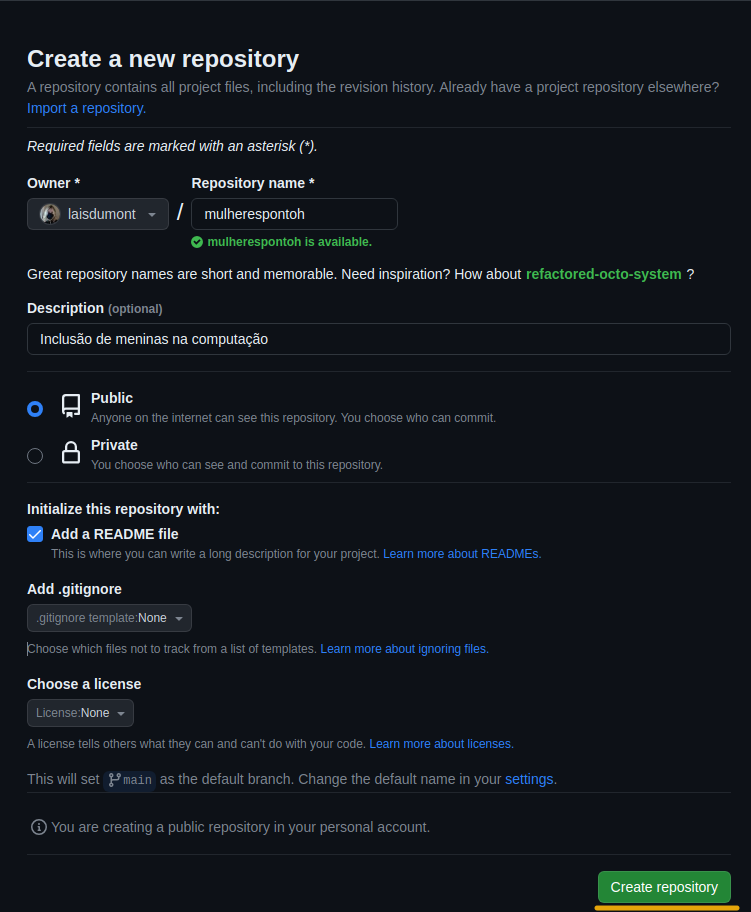 Create a new repository
A repository contains all project files, including the revision history. Already have a project repository elsewhere?
Import a repository.
Required fields are marked with an asterisk (*).
Owner * Repository name *
laisdumont / mulherespontoh
mulherespontoh is available.
Great repository names are short and memorable. Need inspiration? How about refactored-octo-system ?
Description (optional)
Inclusão de meninas na computação
Public
Anyone on the internet can see this repository. You choose who can commit.
Private
You choose who can see and commit to this repository.
Initialize this repository with:
Add a README file
This is where you can write a long description for your project. Learn more about READMEs.
Add .gitignore
.gitignore template:None
Choose which files not to track from a list of templates. Learn more about ignoring files.
Choose a license
License:None
A license tells others what they can and can't do with your code. Learn more about licenses.
This will set main as the default branch. Change the default name in your settings.
You are creating a public repository in your personal account.
Create repository